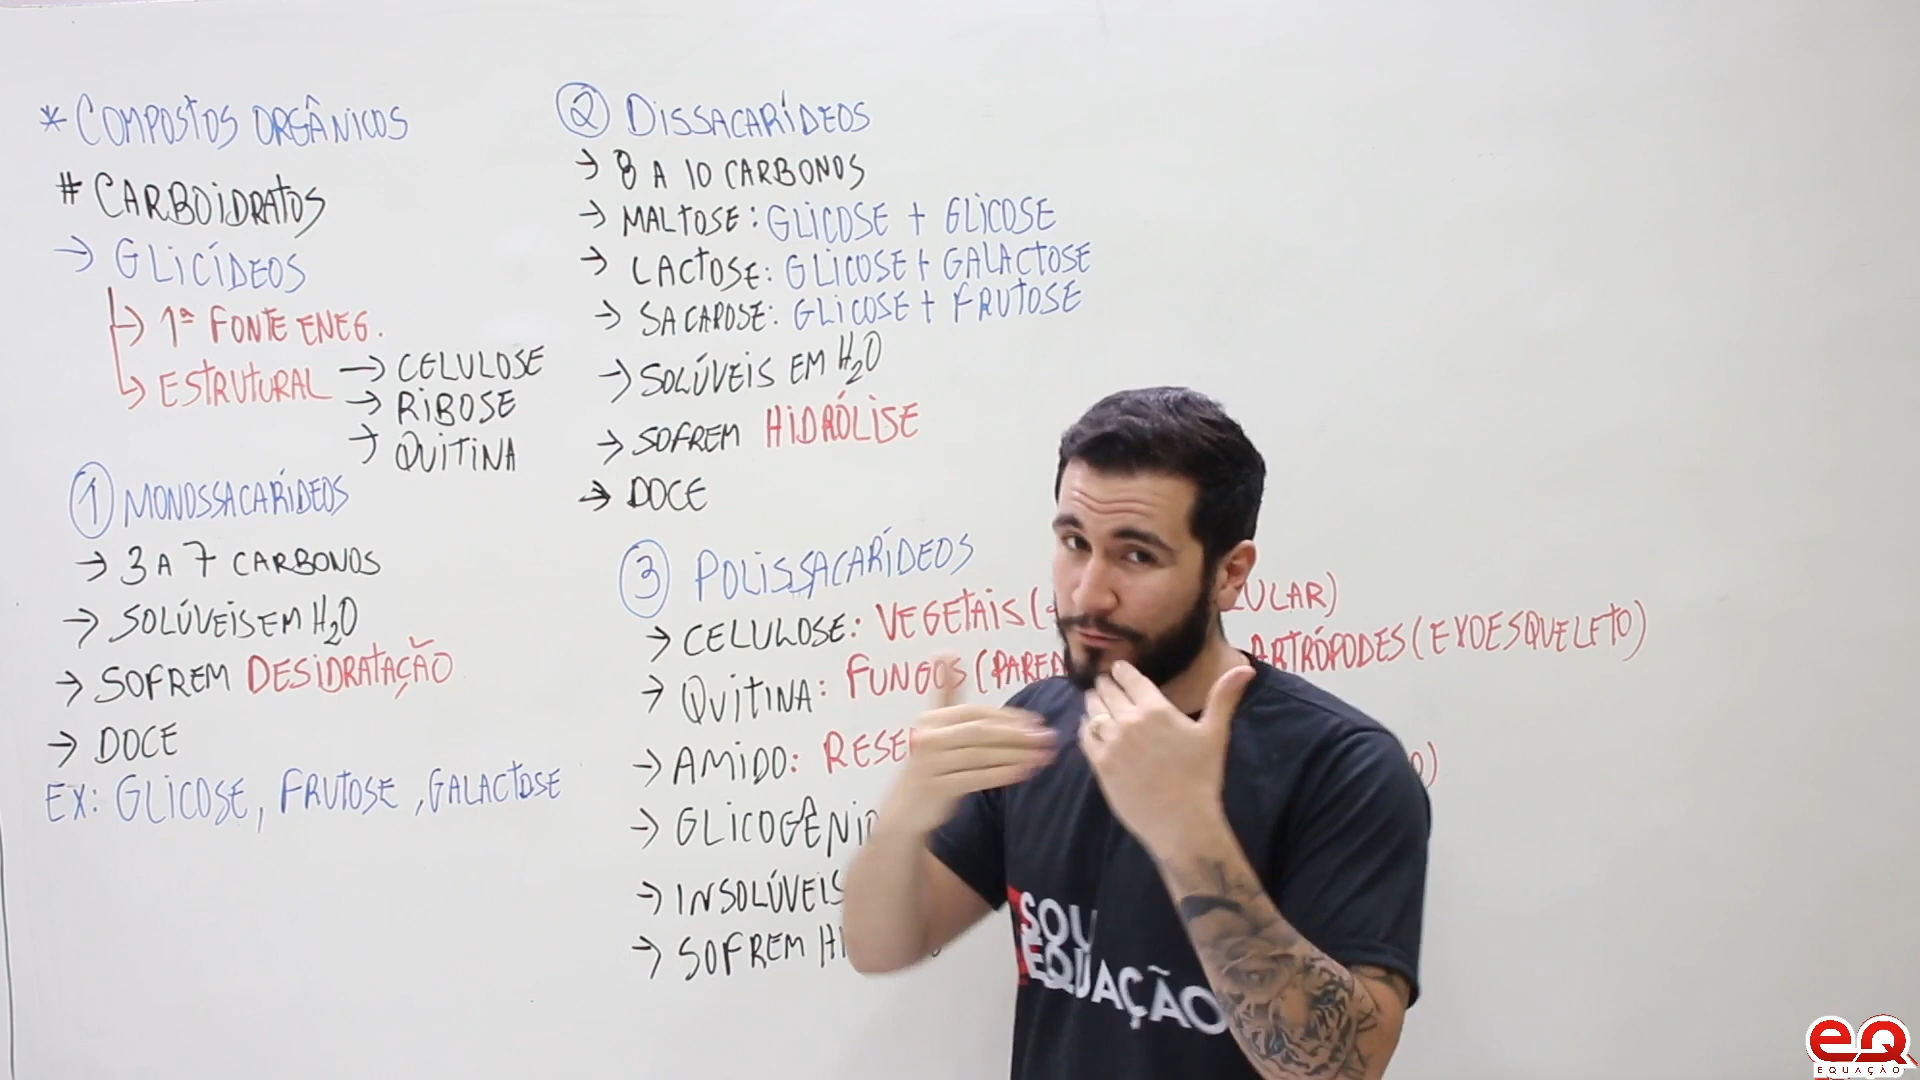 * COMPOSTOS ORGÂNICOS
# CARBOIDRATOS
→ GLICÍDEOS
→ 1ª FONTE ENEG.
→ ESTRUTURAL → CELULOSE
→ RIBOSE
→ QUITINA
① MONOSSACARÍDEOS
→ 3 A 7 CARBONOS
→ SOLÚVEIS EM H₂O
→ SOFREM DESIDRATAÇÃO
→ DOCE
EX: GLICOSE, FRUTOSE, GALACTOSE
② DISSACARÍDEOS
→ 8 A 10 CARBONOS
→ MALTOSE: GLICOSE + GLICOSE
→ LACTOSE: GLICOSE + GALACTOSE
→ SACAROSE: GLICOSE + FRUTOSE
→ SOLÚVEIS EM H₂O
→ SOFREM HIDRÓLISE
→ DOCE
③ POLISSACARÍDEOS
→ CELULOSE: VEGETAIS (
→ QUITINA: FUNGOS ( ARTRÓPODES (EXOESQUELETO)
→ AMIDO:
→
→ INSOLÚVEIS
→ SOFREM
SOU
EQUAÇÃO
eQ
EQUAÇÃO